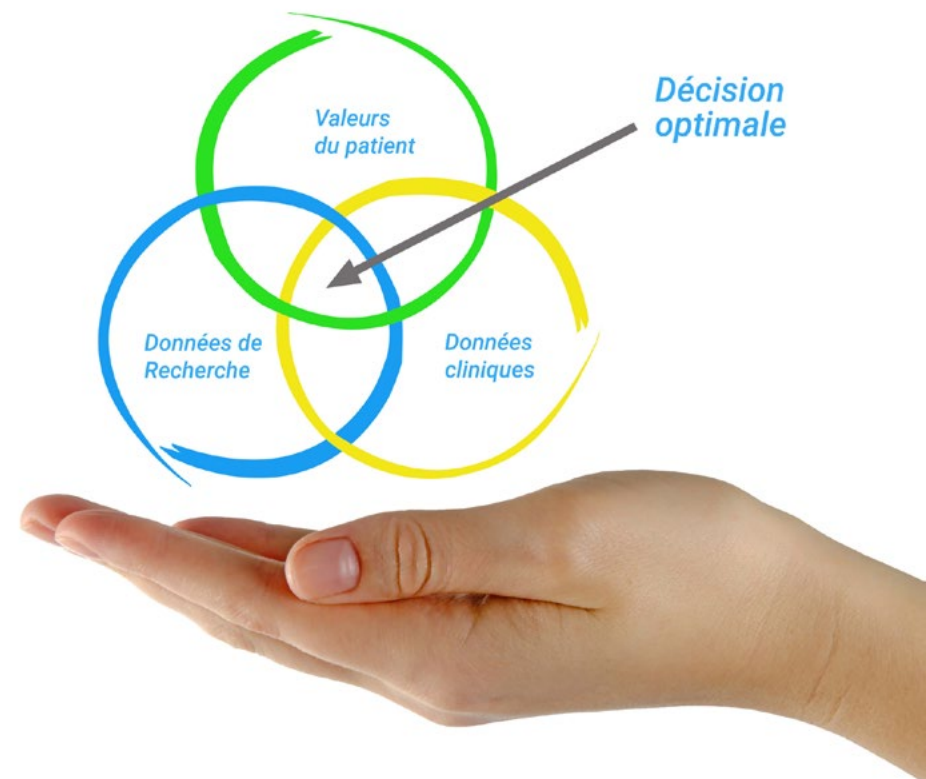 Décision
optimale
Valeurs
du patient
Données de
Recherche
Données
cliniques